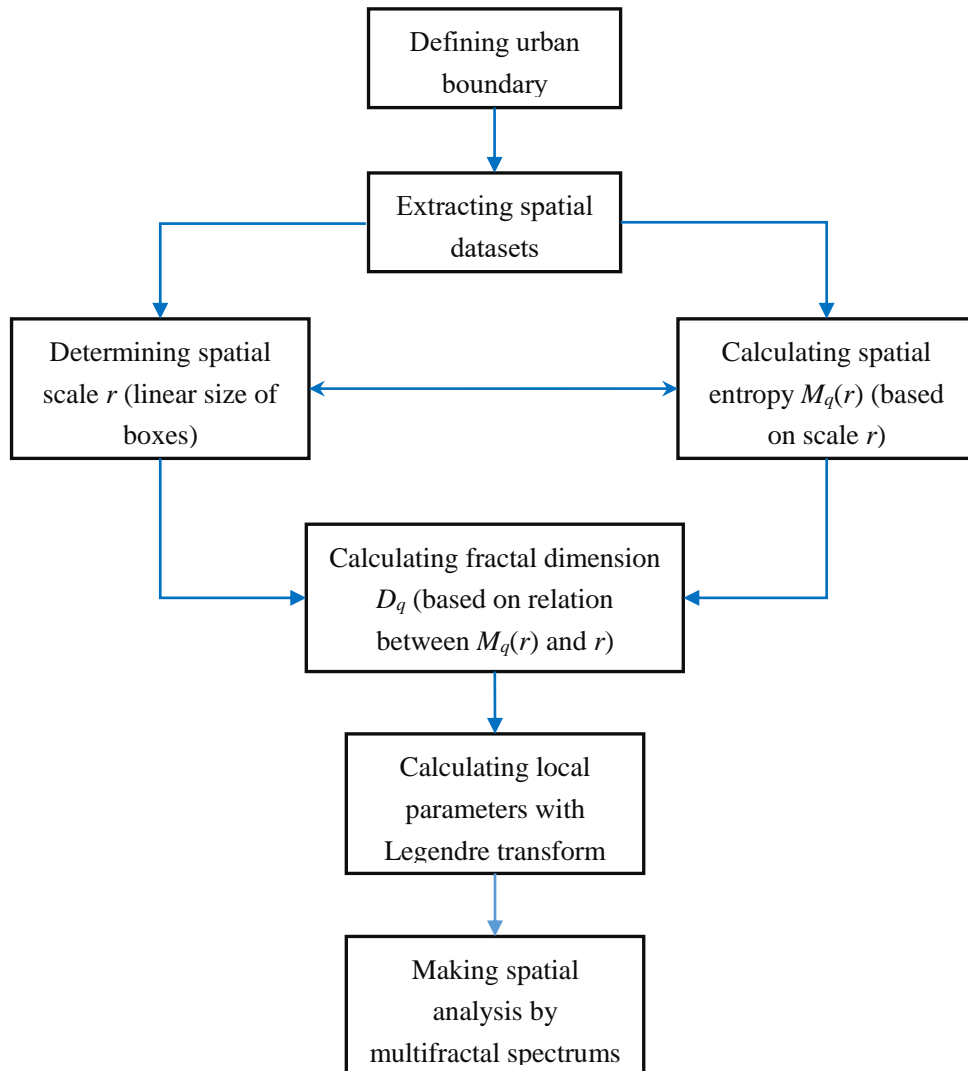 Defining urban
boundary
Extracting spatial
datasets
Determining spatial
scale r (linear size of
boxes)
Calculating spatial
entropy Mq(r) (based
on scale r)
Calculating fractal dimension
Dq (based on relation
between Mq(r) and r)
Calculating local
parameters with
Legendre transform
Making spatial
analysis by
multifractal spectrums